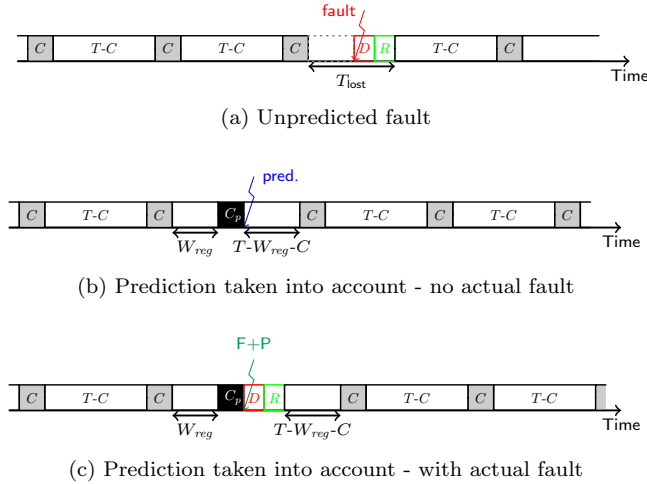 fault
C T-C C T-C C D R T-C C
T_lost
Time
(a) Unpredicted fault
pred.
C T-C C C_p C T-C C T-C C
W_reg T-W_reg-C Time
(b) Prediction taken into account - no actual fault
F+P
C T-C C C_p D R C T-C C T-C
W_reg T-W_reg-C Time
(c) Prediction taken into account - with actual fault